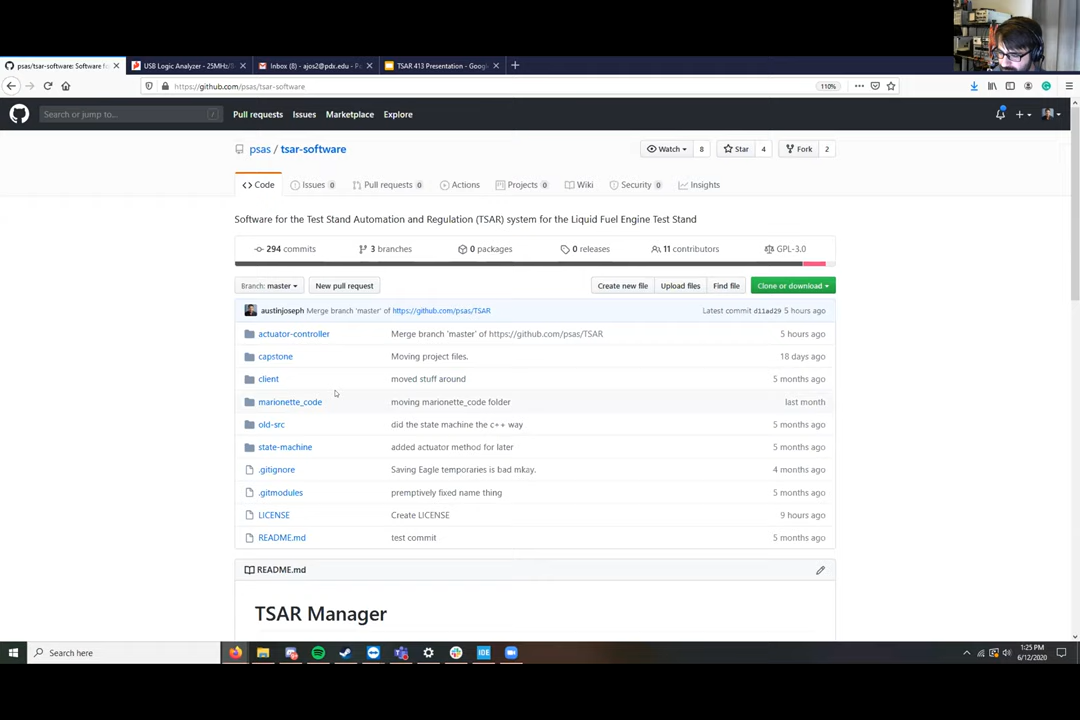 psas/tsar-software: Software fo
USB Logic Analyzer - 25MHz/
Inbox (8) - ajos2@pdx.edu - P
TSAR 413 Presentation - Goog
https://github.com/psas/tsar-software
110%
Search or jump to...
/
Pull requests
Issues
Marketplace
Explore
psas / tsar-software
Watch
8
Star
4
Fork
2
Code
Issues 0
Pull requests 0
Actions
Projects 0
Wiki
Security 0
Insights
Software for the Test Stand Automation and Regulation (TSAR) system for the Liquid Fuel Engine Test Stand
294 commits
3 branches
0 packages
0 releases
11 contributors
GPL-3.0
Branch: master
New pull request
Create new file
Upload files
Find file
Clone or download
austinjoseph Merge branch 'master' of https://github.com/psas/TSAR
Latest commit d11ad29 5 hours ago
actuator-controller
Merge branch 'master' of https://github.com/psas/TSAR
5 hours ago
capstone
Moving project files.
18 days ago
client
moved stuff around
5 months ago
marionette_code
moving marionette_code folder
last month
old-src
did the state machine the c++ way
5 months ago
state-machine
added actuator method for later
5 months ago
.gitignore
Saving Eagle temporaries is bad mkay.
4 months ago
.gitmodules
premptively fixed name thing
5 months ago
LICENSE
Create LICENSE
9 hours ago
README.md
test commit
5 months ago
README.md
TSAR Manager
Search here
IDE
1:25 PM
6/12/2020